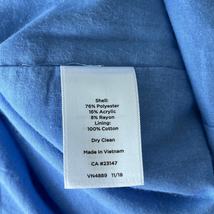 Shell:
76% Polyester
16% Acrylic
8% Rayon
Lining:
100% Cotton
Dry Clean
Made in Vietnam
CA #23147
VN4889 11/18